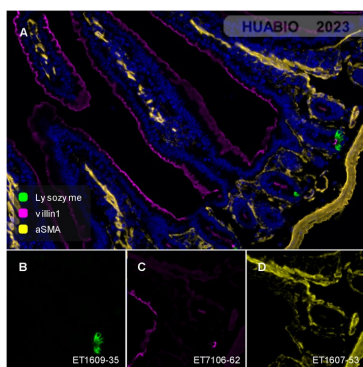 HUABIO 2023
A
Lysozyme
villin1
aSMA
B
ET1609-35
C
ET7106-62
D
ET1607-53